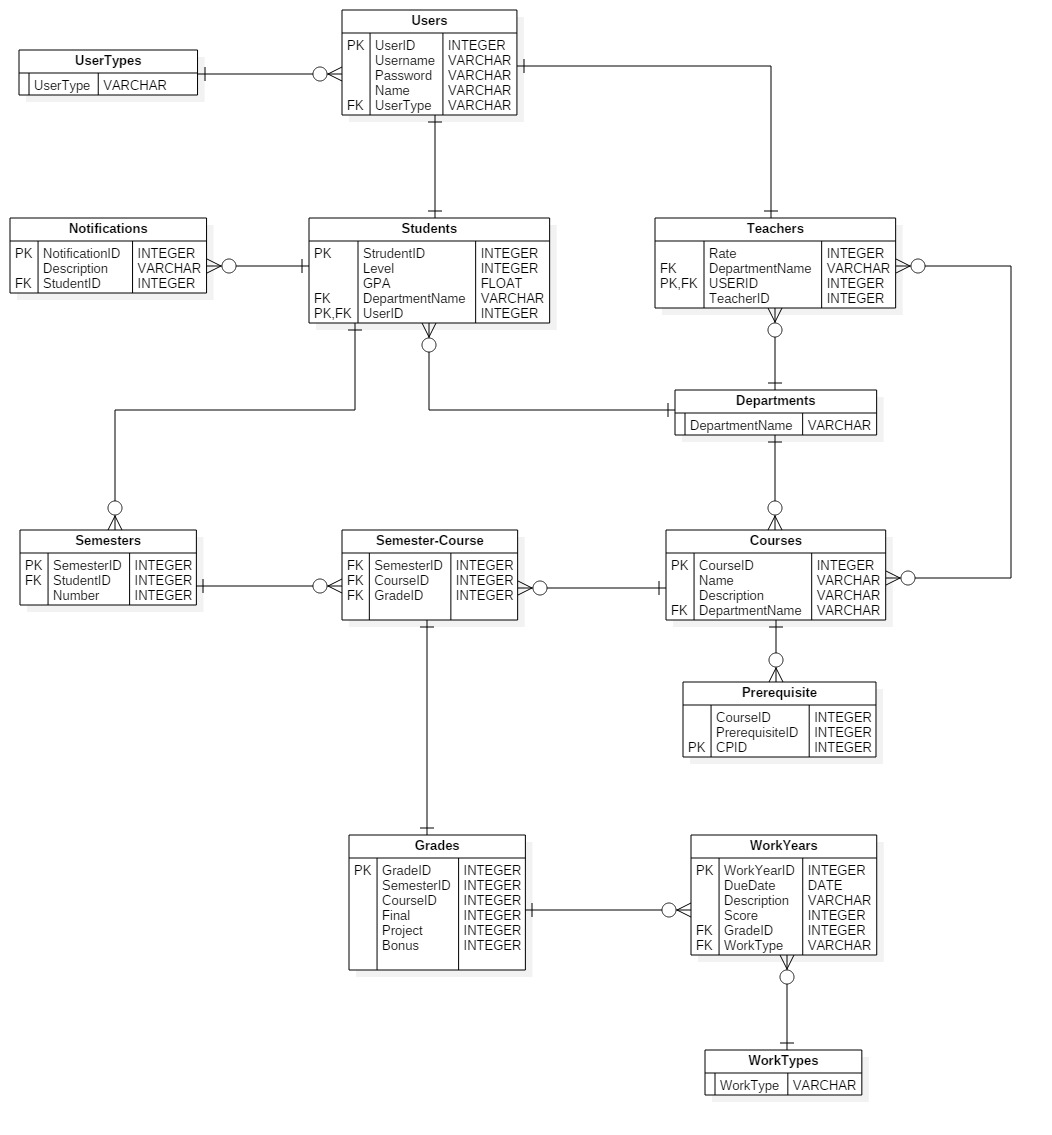 Users
PK UserID INTEGER
Username VARCHAR
Password VARCHAR
Name VARCHAR
FK UserType VARCHAR
UserTypes
UserType VARCHAR
Notifications
PK NotificationID INTEGER
Description VARCHAR
FK StudentID INTEGER
Students
PK StrudentID INTEGER
Level INTEGER
GPA FLOAT
FK DepartmentName VARCHAR
PK,FK UserID INTEGER
Teachers
Rate INTEGER
FK DepartmentName VARCHAR
PK,FK USERID INTEGER
TeacherID INTEGER
Departments
DepartmentName VARCHAR
Semesters
PK SemesterID INTEGER
FK StudentID INTEGER
Number INTEGER
Semester-Course
FK SemesterID INTEGER
FK CourseID INTEGER
FK GradeID INTEGER
Courses
PK CourseID INTEGER
Name VARCHAR
Description VARCHAR
FK DepartmentName VARCHAR
Prerequisite
CourseID INTEGER
PrerequisiteID INTEGER
PK CPID INTEGER
Grades
PK GradeID INTEGER
SemesterID INTEGER
CourseID INTEGER
Final INTEGER
Project INTEGER
Bonus INTEGER
WorkYears
PK WorkYearID INTEGER
DueDate DATE
Description VARCHAR
Score INTEGER
FK GradeID INTEGER
FK WorkType VARCHAR
WorkTypes
WorkType VARCHAR